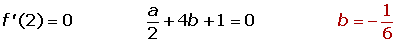 f'(2) = 0   a/2 + 4b + 1 = 0   b = -1/6